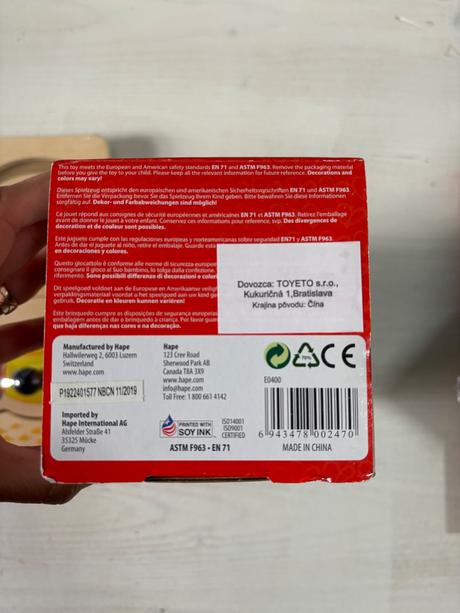 This toy meets the European and American safety standards EN 71 and ASTM F963. Remove the packaging material
before you give the toy to your child. Please keep all the relevant information for future reference. Decorations and
colors may vary!
Dieses Spielzeug entspricht den europäischen und amerikanischen Sicherheitsvorschriften EN 71 und ASTM F963.
Entfernen Sie die Verpackung bevor Sie das Spielzeug Ihrem Kind geben. Bitte bewahren Sie diese Informationen
sorgfältig auf. Dekor- und Farbabweichungen sind möglich!
Ce jouet répond aux consignes de sécurité européennes et américaines EN 71 et ASTM F963. Retirez l'emballage
avant de donner le jouet à votre enfant. Conservez ces informations pour référence, svp. Des divergences de
décoration et de couleur sont possibles.
Este juguete cumple con las regulaciones europeas y norteamericanas sobre seguridad EN71 y ASTM F963
Antes de dar el juguete al niño, retire el embalaje. Guarde esta
en decoraciones y colores.
Questo giocattolo è conforme alle norme di sicurezza europee
consegnare il gioco al Suo bambino, lo tolga dalla confezione.
riferimento. Sono possibili differenze di decorazioni e colori
Dit speelgoed voldoet aan de Europese en Amerikaanse veilig
verpakkingsmateriaal voordat u het speelgoed aan uw kind ge
gebruik. Decoratie en kleuren kunnen variëren!
Este brinquedo cumpre as disposições de segurança europeias
embalagem antes de dar o brinquedo à criança. Por favor guar
que haja diferenças nas cores e na decoração.
Dovozca: TOYETO s.r.o.,
Kukuričná 1,Bratislava
Krajina pôvodu: Čína
Manufactured by Hape
Hallwilerweg 2, 6003 Luzern
Switzerland
www.hape.com
P1922401577 NBCN 11/2019
Imported by
Hape International AG
Alsfelder Straße 41
35325 Mücke
Germany
Hape
123 Cree Road
Sherwood Park AB
Canada T8A 3X9
www.hape.com
info@hape.com
Toll Free: 1 800 661 4142
PRINTED WITH
SOY INK
ISO14001
ISO9001
CERTIFIED
ASTM F963 • EN 71
70%
CE
E0400
6 943478 002470
MADE IN CHINA